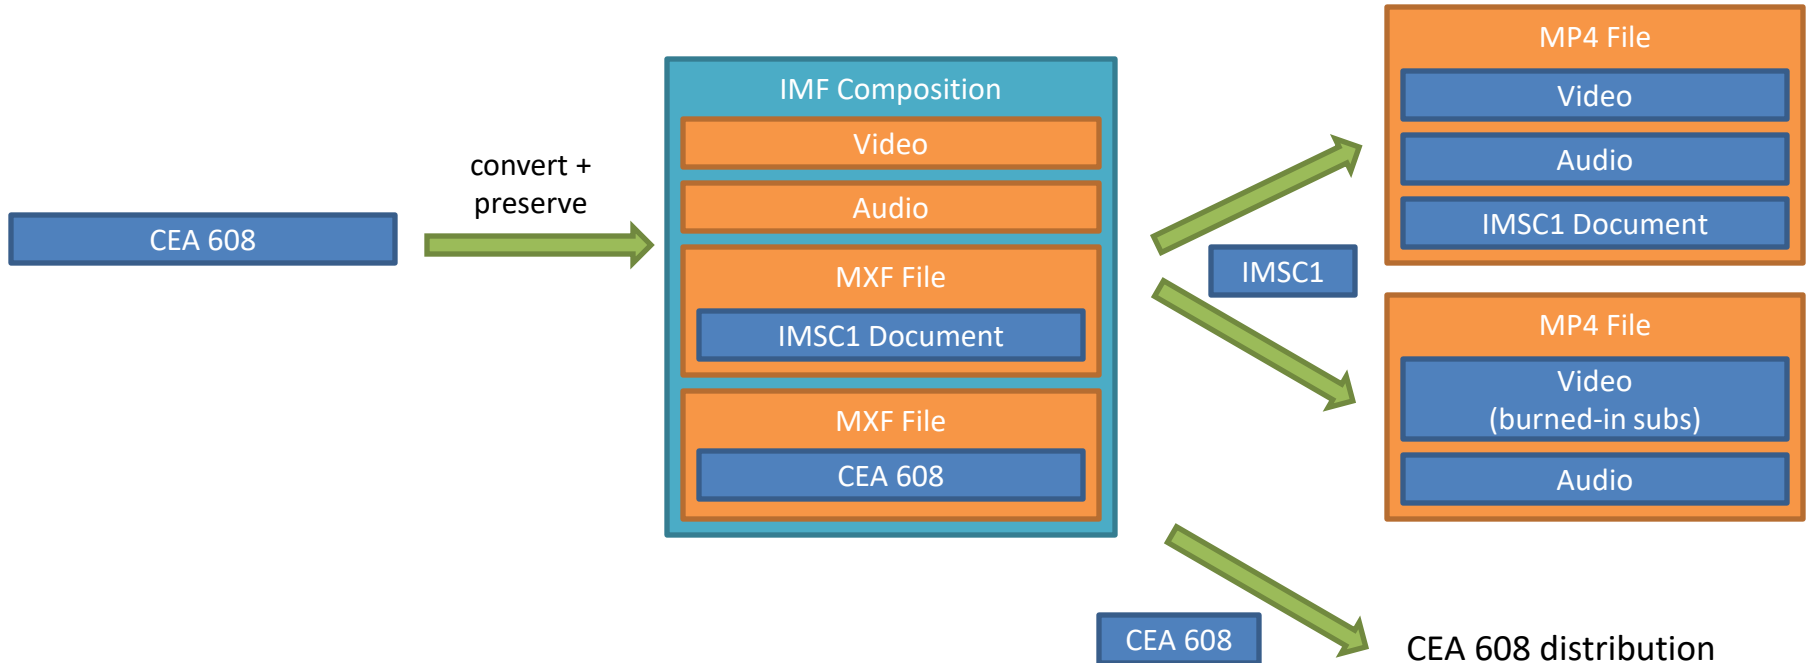 CEA 608
convert +
preserve
IMF Composition
Video
Audio
MXF File
IMSC1 Document
MXF File
CEA 608
IMSC1
CEA 608
MP4 File
Video
Audio
IMSC1 Document
MP4 File
Video
(burned-in subs)
Audio
CEA 608 distribution